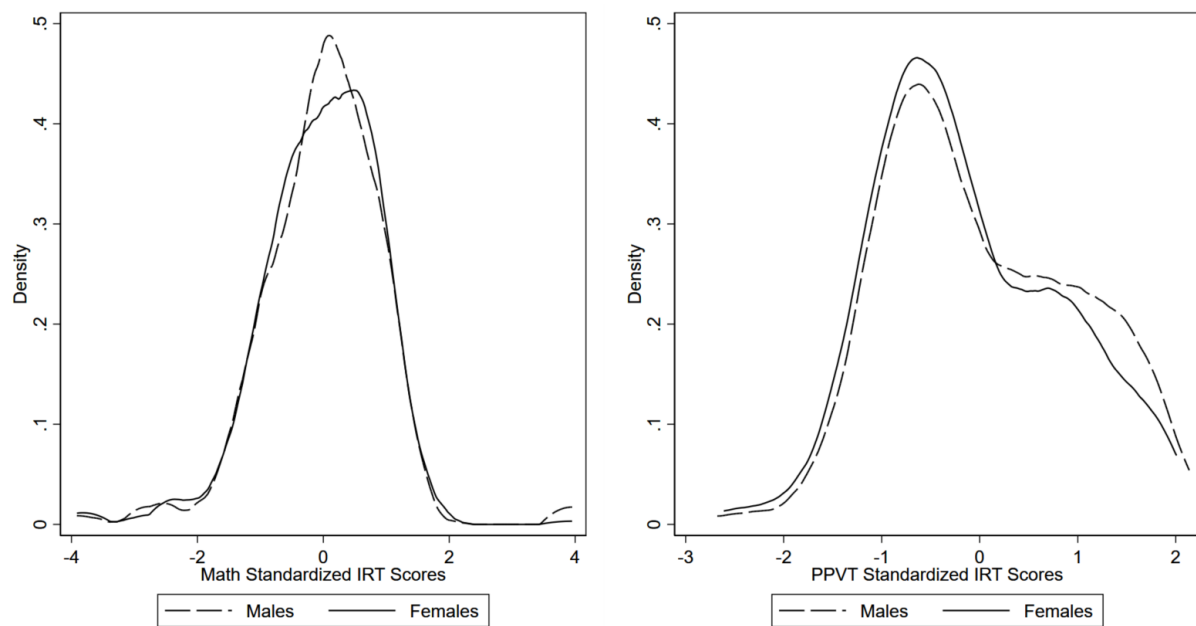 Density
0 .1 .2 .3 .4 .5
-4 -2 0 2 4
Math Standardized IRT Scores
Males Females
Density
0 .1 .2 .3 .4 .5
-3 -2 -1 0 1 2
PPVT Standardized IRT Scores
Males Females